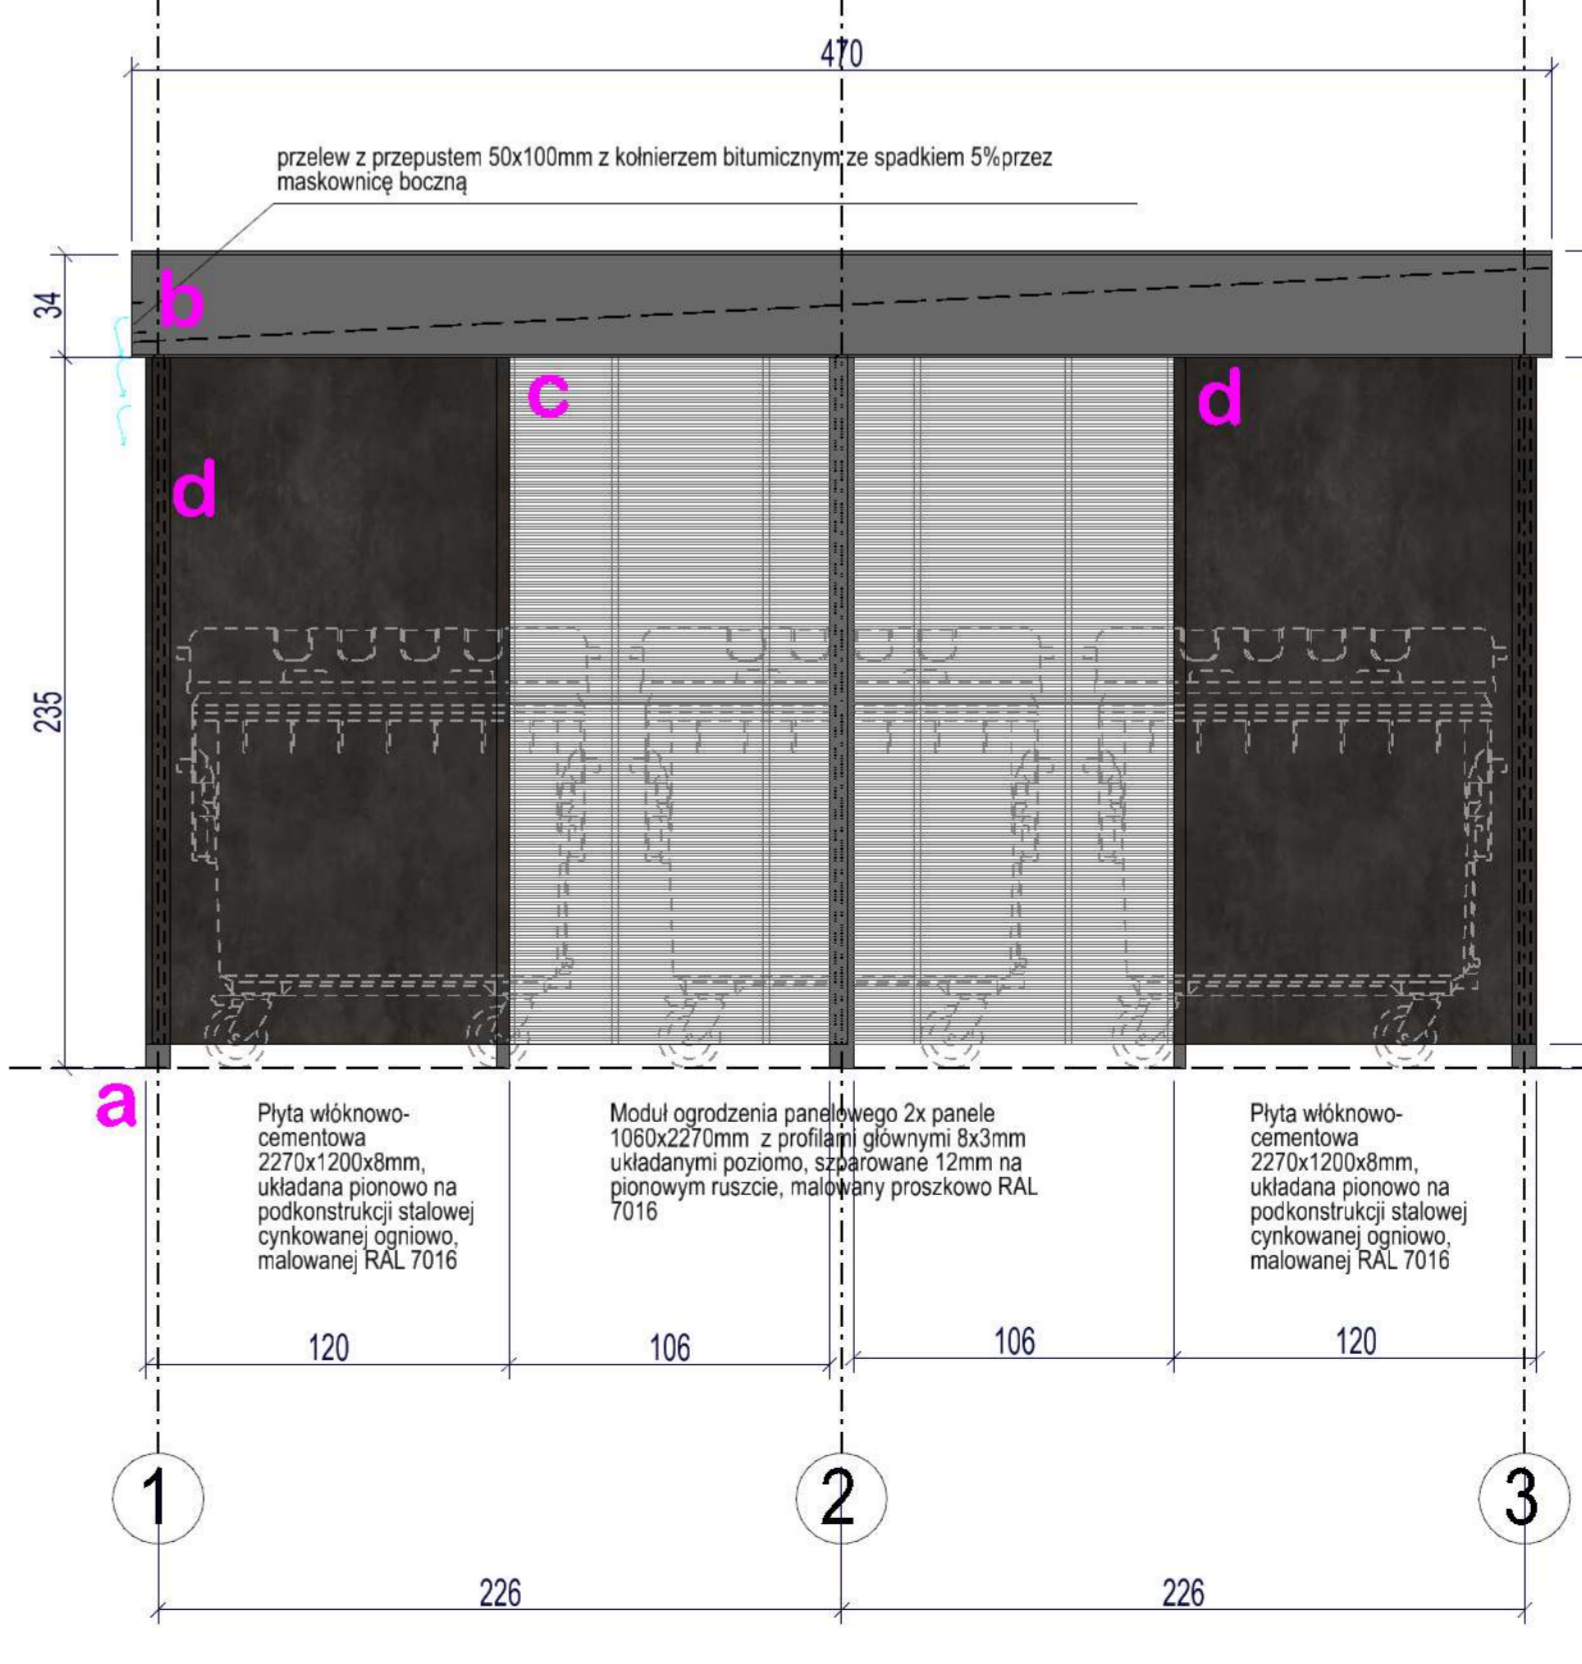 470
przelew z przepustem 50x100mm z kołnierzem bitumicznym ze spadkiem 5%przez
maskownicę boczną
34
b
c
d
d
235
a
Płyta włóknowo-
cementowa
2270x1200x8mm,
układana pionowo na
podkonstrukcji stalowej
cynkowanej ogniowo,
malowanej RAL 7016
Moduł ogrodzenia panelowego 2x panele
1060x2270mm z profilami głównymi 8x3mm
układanymi poziomo, szparowane 12mm na
pionowym ruszcie, malowany proszkowo RAL
7016
Płyta włóknowo-
cementowa
2270x1200x8mm,
układana pionowo na
podkonstrukcji stalowej
cynkowanej ogniowo,
malowanej RAL 7016
120
106
106
120
1
2
3
226
226